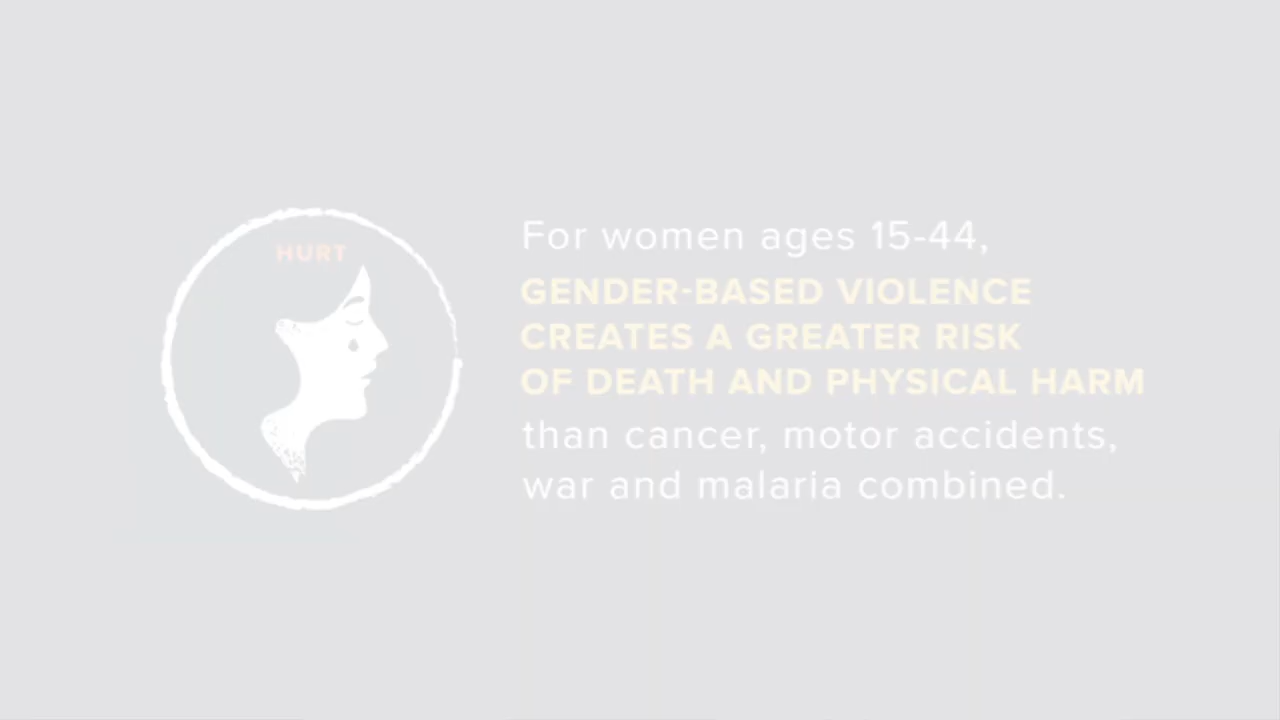 HURT
For women ages 15-44,
GENDER-BASED VIOLENCE
CREATES A GREATER RISK
OF DEATH AND PHYSICAL HARM
than cancer, motor accidents,
war and malaria combined.